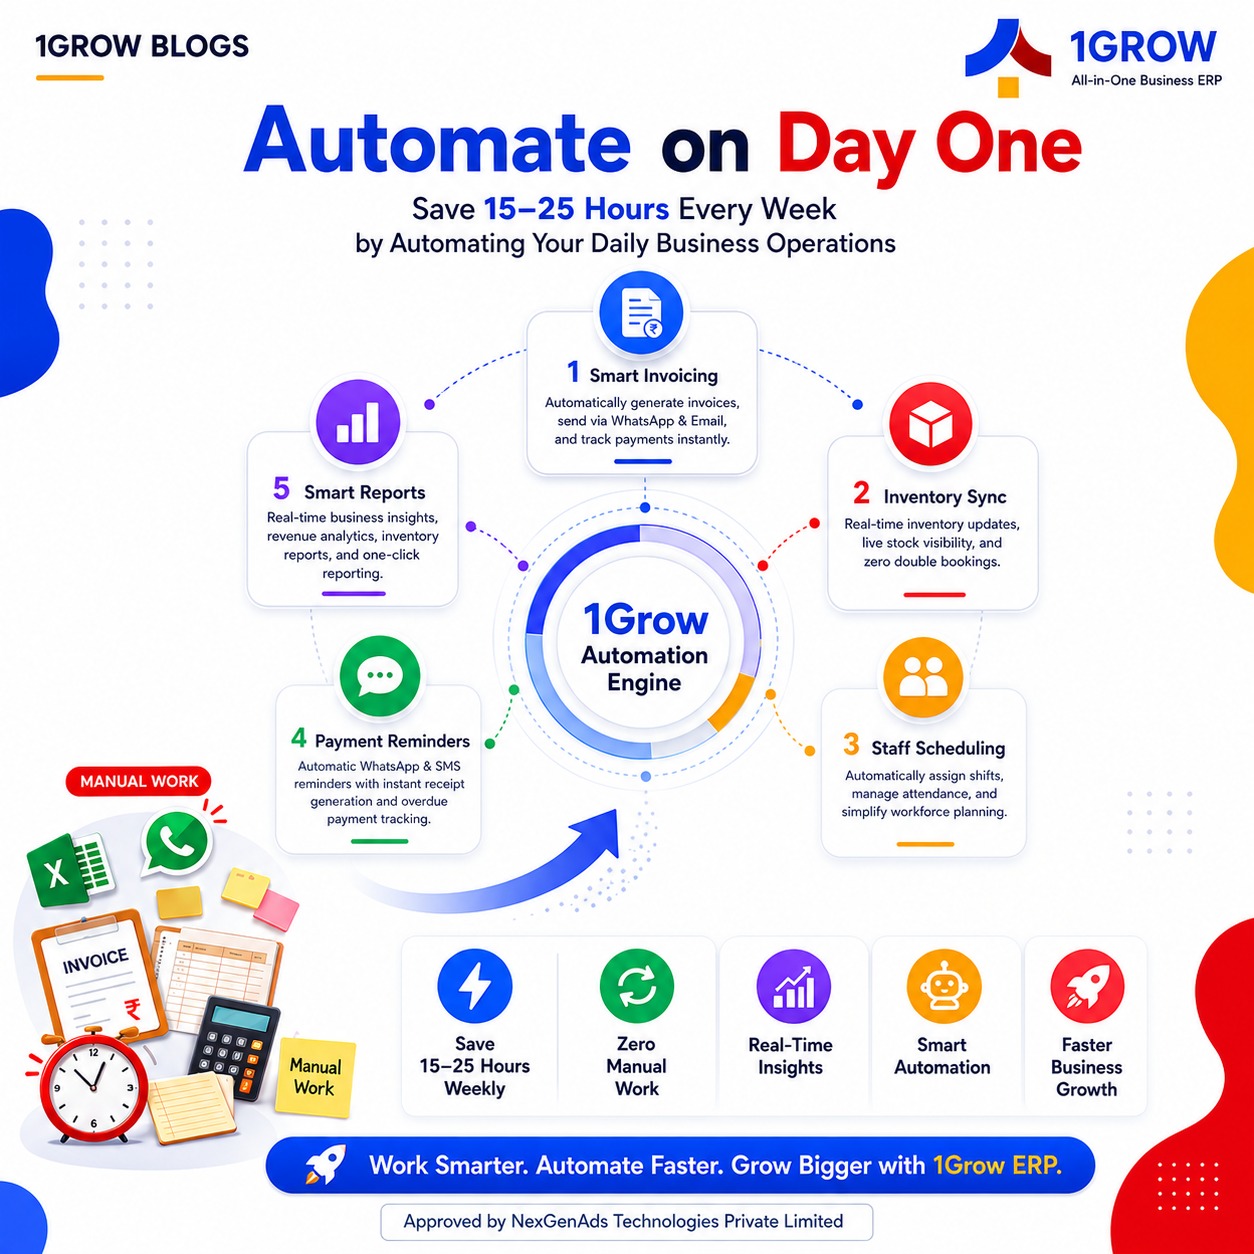 1GROW BLOGS
1GROW
All-in-One Business ERP
Automate on Day One
Save 15–25 Hours Every Week
by Automating Your Daily Business Operations
₹
1 Smart Invoicing
Automatically generate invoices,
send via WhatsApp & Email,
and track payments instantly.
2 Inventory Sync
Real-time inventory updates,
live stock visibility, and
zero double bookings.
3 Staff Scheduling
Automatically assign shifts,
manage attendance, and
simplify workforce planning.
4 Payment Reminders
Automatic WhatsApp & SMS
reminders with instant receipt
generation and overdue
payment tracking.
5 Smart Reports
Real-time business insights,
revenue analytics, inventory
reports, and one-click
reporting.
1Grow
Automation
Engine
MANUAL WORK
X
INVOICE
₹
12
3
6
9
Manual
Work
Save
15–25 Hours
Weekly
Zero
Manual
Work
Real-Time
Insights
Smart
Automation
Faster
Business
Growth
Work Smarter. Automate Faster. Grow Bigger with 1Grow ERP.
Approved by NexGenAds Technologies Private Limited